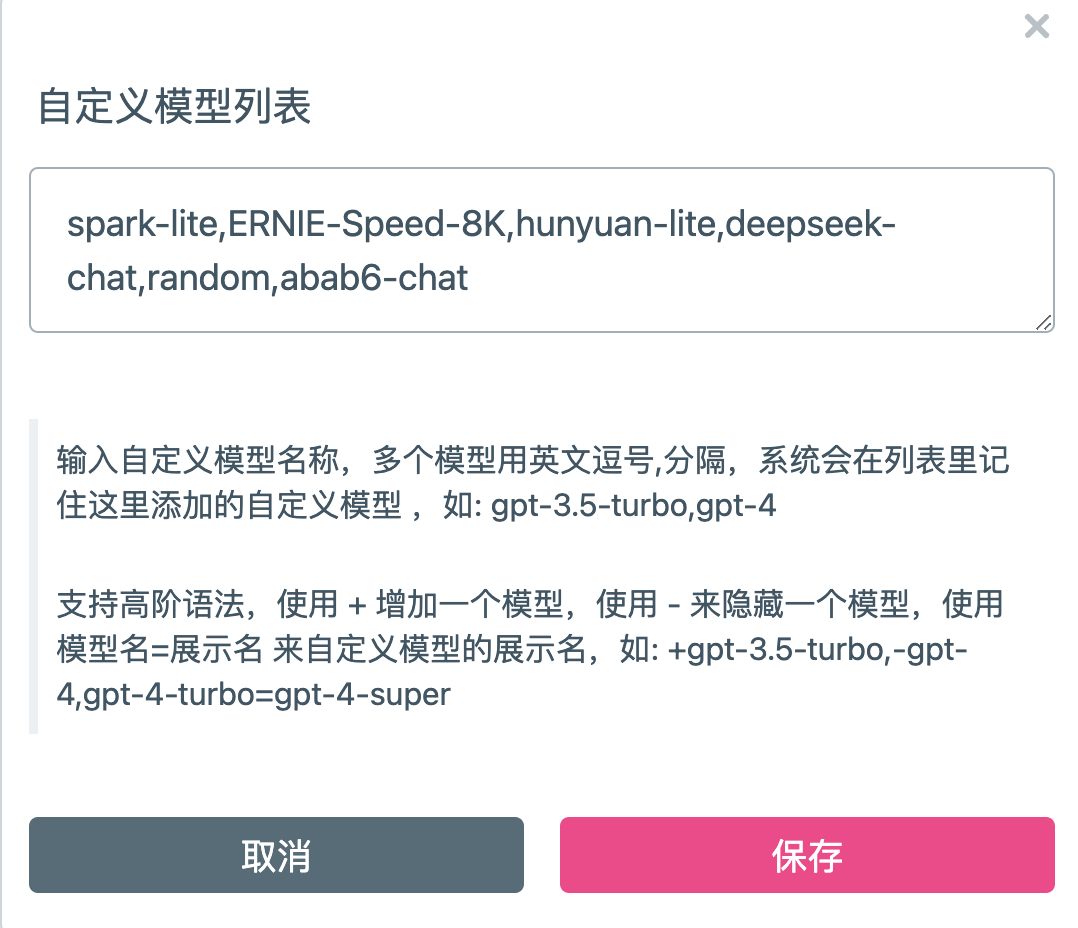 自定义模型列表
spark-lite,ERNIE-Speed-8K,hunyuan-lite,deepseek-
chat,random,abab6-chat
输入自定义模型名称，多个模型用英文逗号,分隔，系统会在列表里记
住这里添加的自定义模型 ，如: gpt-3.5-turbo,gpt-4
支持高阶语法，使用 + 增加一个模型，使用 - 来隐藏一个模型，使用
模型名=展示名 来自定义模型的展示名，如: +gpt-3.5-turbo,-gpt-
4,gpt-4-turbo=gpt-4-super
取消
保存